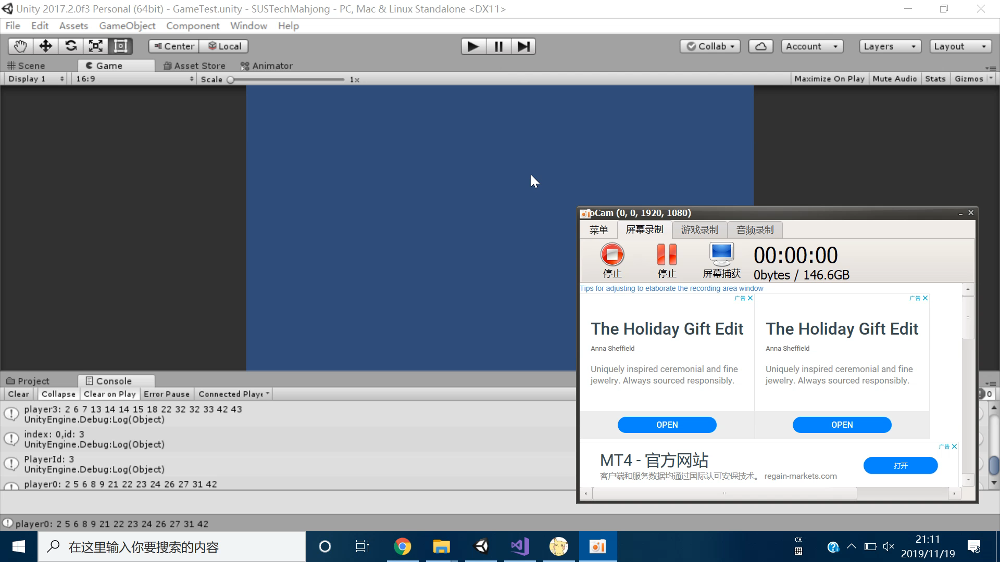 Unity 2017.2.0f3 Personal (64bit) - GameTest.unity - SUSTechMahjong - PC, Mac & Linux Standalone <DX11>
File Edit Assets GameObject Component Window Help
Center Local Collab Account Layers Layout
Scene Game Asset Store Animator
Display 1 16:9 Scale 1x Maximize On Play Mute Audio Stats Gizmos
oCam (0, 0, 1920, 1080)
菜单 屏幕录制 游戏录制 音频录制
00:00:00
停止 停止 屏幕捕获 0bytes / 146.6GB
Tips for adjusting to elaborate the recording area window
广告 广告
The Holiday Gift Edit The Holiday Gift Edit
Anna Sheffield Anna Sheffield
Uniquely inspired ceremonial and fine Uniquely inspired ceremonial and fine
jewelry. Always sourced responsibly. jewelry. Always sourced responsibly.
OPEN OPEN
广告
MT4 - 官方网站
打开
客户端和服务数据均通过国际认可安保技术。 regain-markets.com
Project Console
Clear Collapse Clear on Play Error Pause Connected Playe 0
player3: 2 6 7 13 14 14 15 18 22 32 32 33 42 43
UnityEngine.Debug:Log(Object)
index: 0,id: 3
UnityEngine.Debug:Log(Object)
PlayerId: 3
UnityEngine.Debug:Log(Object)
player0: 2 5 6 8 9 21 22 23 24 26 27 31 42
player0: 2 5 6 8 9 21 22 23 24 26 27 31 42
在这里输入你要搜索的内容
CH
拼
21:11
2019/11/19